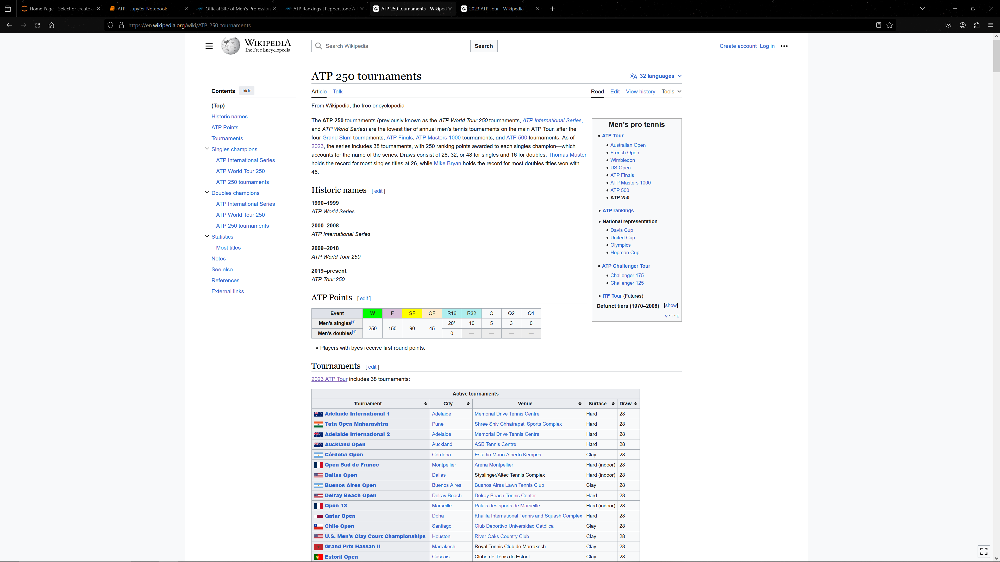 Home Page - Select or create a
ATP - Jupyter Notebook
Official Site of Men's Profession
ATP Rankings | Pepperstone AT
ATP 250 tournaments - Wikiped
2023 ATP Tour - Wikipedia
https://en.wikipedia.org/wiki/ATP_250_tournaments
WIKIPEDIA
The Free Encyclopedia
Search Wikipedia
Search
Create account Log in
ATP 250 tournaments
32 languages
Contents hide
Article Talk
Read Edit View history Tools
(Top)
Historic names
ATP Points
Tournaments
Singles champions
ATP International Series
ATP World Tour 250
ATP 250 tournaments
Doubles champions
ATP International Series
ATP World Tour 250
ATP 250 tournaments
Statistics
Most titles
Notes
See also
References
External links
From Wikipedia, the free encyclopedia
The ATP 250 tournaments (previously known as the ATP World Tour 250 tournaments, ATP International Series,
and ATP World Series) are the lowest tier of annual men's tennis tournaments on the main ATP Tour, after the
four Grand Slam tournaments, ATP Finals, ATP Masters 1000 tournaments, and ATP 500 tournaments. As of
2023, the series includes 38 tournaments, with 250 ranking points awarded to each singles champion—which
accounts for the name of the series. Draws consist of 28, 32, or 48 for singles and 16 for doubles. Thomas Muster
holds the record for most singles titles at 26, while Mike Bryan holds the record for most doubles titles won with
46.
Men's pro tennis
• ATP Tour
• Australian Open
• French Open
• Wimbledon
• US Open
• ATP Finals
• ATP Masters 1000
• ATP 500
• ATP 250
• ATP rankings
• National representation
• Davis Cup
• United Cup
• Olympics
• Hopman Cup
• ATP Challenger Tour
• Challenger 175
• Challenger 125
• ITF Tour (Futures)
Defunct tiers (1970–2008) [show]
V · T · E
Historic names [ edit ]
1990–1999
ATP World Series
2000–2008
ATP International Series
2009–2018
ATP World Tour 250
2019–present
ATP Tour 250
ATP Points [ edit ]
Event W F SF QF R16 R32 Q Q2 Q1
Men's singles[1] 250 150 90 45 20* 10 5 3 0
Men's doubles[1] 0 — — — —
• Players with byes receive first round points.
Tournaments [ edit ]
2023 ATP Tour includes 38 tournaments:
Active tournaments
Tournament City Venue Surface Draw
Adelaide International 1 Adelaide Memorial Drive Tennis Centre Hard 28
Tata Open Maharashtra Pune Shree Shiv Chhatrapati Sports Complex Hard 28
Adelaide International 2 Adelaide Memorial Drive Tennis Centre Hard 28
Auckland Open Auckland ASB Tennis Centre Hard 28
Córdoba Open Córdoba Estadio Mario Alberto Kempes Clay 28
Open Sud de France Montpellier Arena Montpellier Hard (indoor) 28
Dallas Open Dallas Styslinger/Altec Tennis Complex Hard (indoor) 28
Buenos Aires Open Buenos Aires Buenos Aires Lawn Tennis Club Clay 28
Delray Beach Open Delray Beach Delray Beach Tennis Center Hard 28
Open 13 Marseille Palais des sports de Marseille Hard (indoor) 28
Qatar Open Doha Khalifa International Tennis and Squash Complex Hard 28
Chile Open Santiago Club Deportivo Universidad Católica Clay 28
U.S. Men's Clay Court Championships Houston River Oaks Country Club Clay 28
Grand Prix Hassan II Marrakesh Royal Tennis Club de Marrakech Clay 28
Estoril Open Cascais Clube de Ténis do Estoril Clay 28